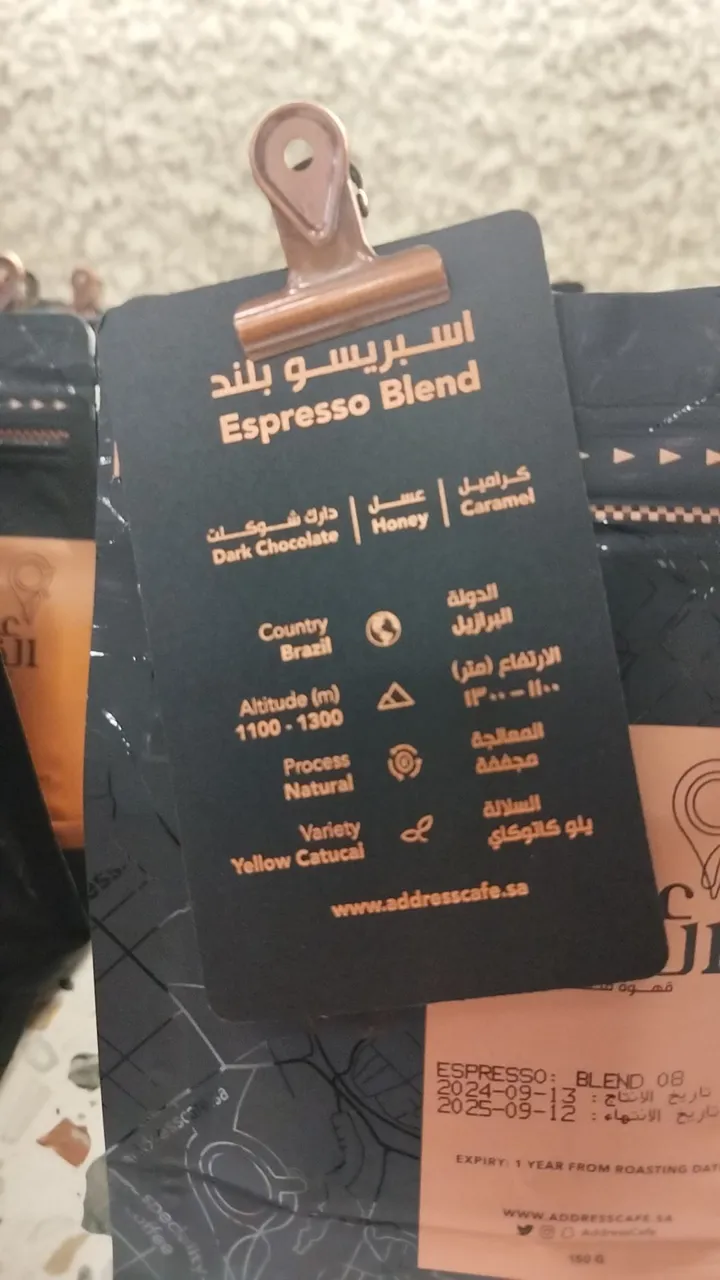 اسبريسو بلند
Espresso Blend
دارك شوكلت | عسل | كراميل
Dark Chocolate | Honey | Caramel
Country الدولة
Brazil البرازيل
Altitude (m) الارتفاع (متر)
1100 - 1300 ١١٠٠ - ١٣٠٠
Process المعالجة
Natural مجففة
Variety السلالة
Yellow Catucai يلو كاتوكاي
www.addresscafe.sa
ESPRESSO: BLEND 08
2024-09-13 : تاريخ الانتاج
2025-09-12 : تاريخ الانتهاء
EXPIRY: 1 YEAR FROM ROASTING
WWW.ADDRESSCAFE.SA
AddressCafe
150 G